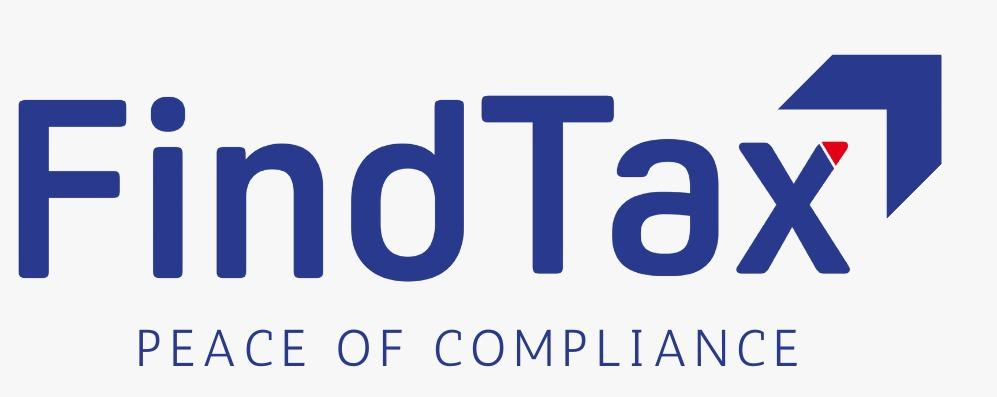 FindTax
PEACE OF COMPLIANCE